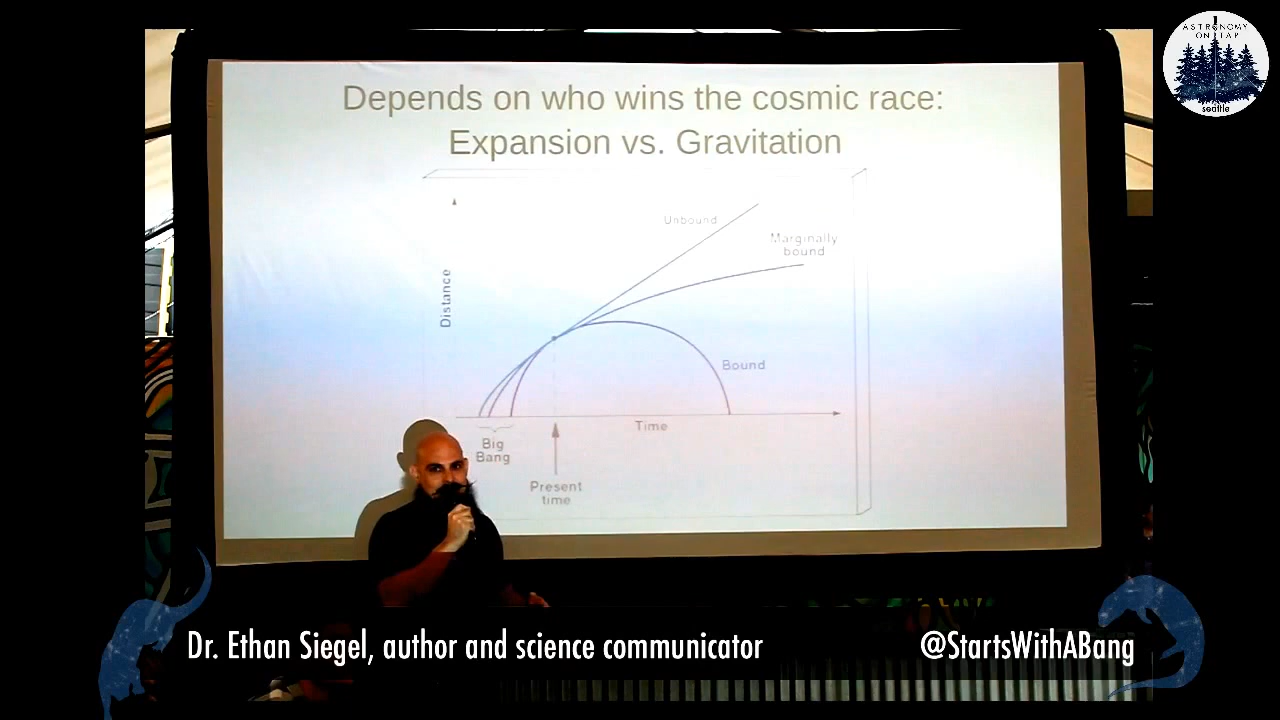 ASTRONOMY
ON TAP
seattle
Depends on who wins the cosmic race:
Expansion vs. Gravitation
Unbound
Marginally
bound
Distance
Bound
Time
Big
Bang
Present
time
Dr. Ethan Siegel, author and science communicator
@StartsWithABang